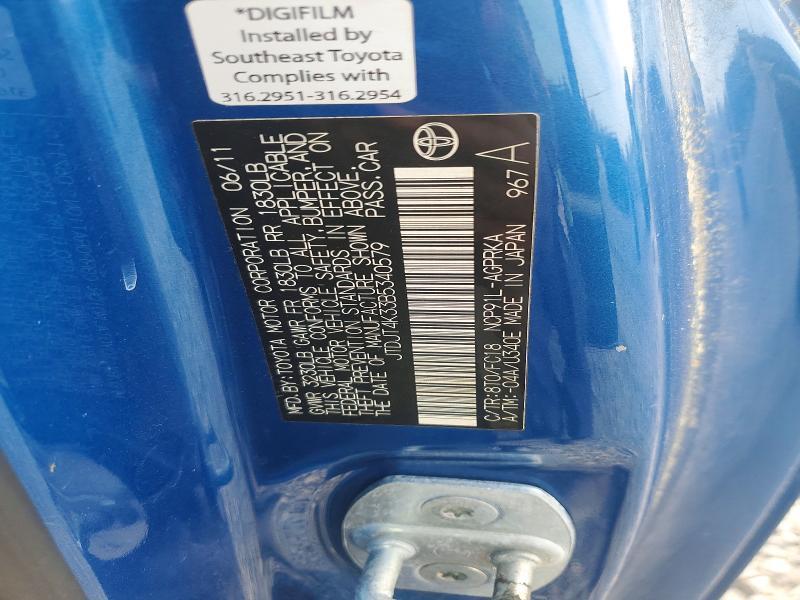 *DIGIFILM
Installed by
Southeast Toyota
Complies with
316.2951-316.2954
MFD. BY: TOYOTA MOTOR CORPORATION 06/11
GVWR 3230LB GAWR FR 1830LB RR 1830LB
THIS VEHICLE CONFORMS TO ALL APPLICABLE
FEDERAL MOTOR VEHICLE SAFETY, BUMPER, AND
THEFT PREVENTION STANDARDS IN EFFECT ON
THE DATE OF MANUFACTURE SHOWN ABOVE.
JTDJT4K33B5340579 PASS.CAR
C/TR:8T0/FC18 NCP91L-AGPRKA
A/TM:-04A/U340E MADE IN JAPAN 967A